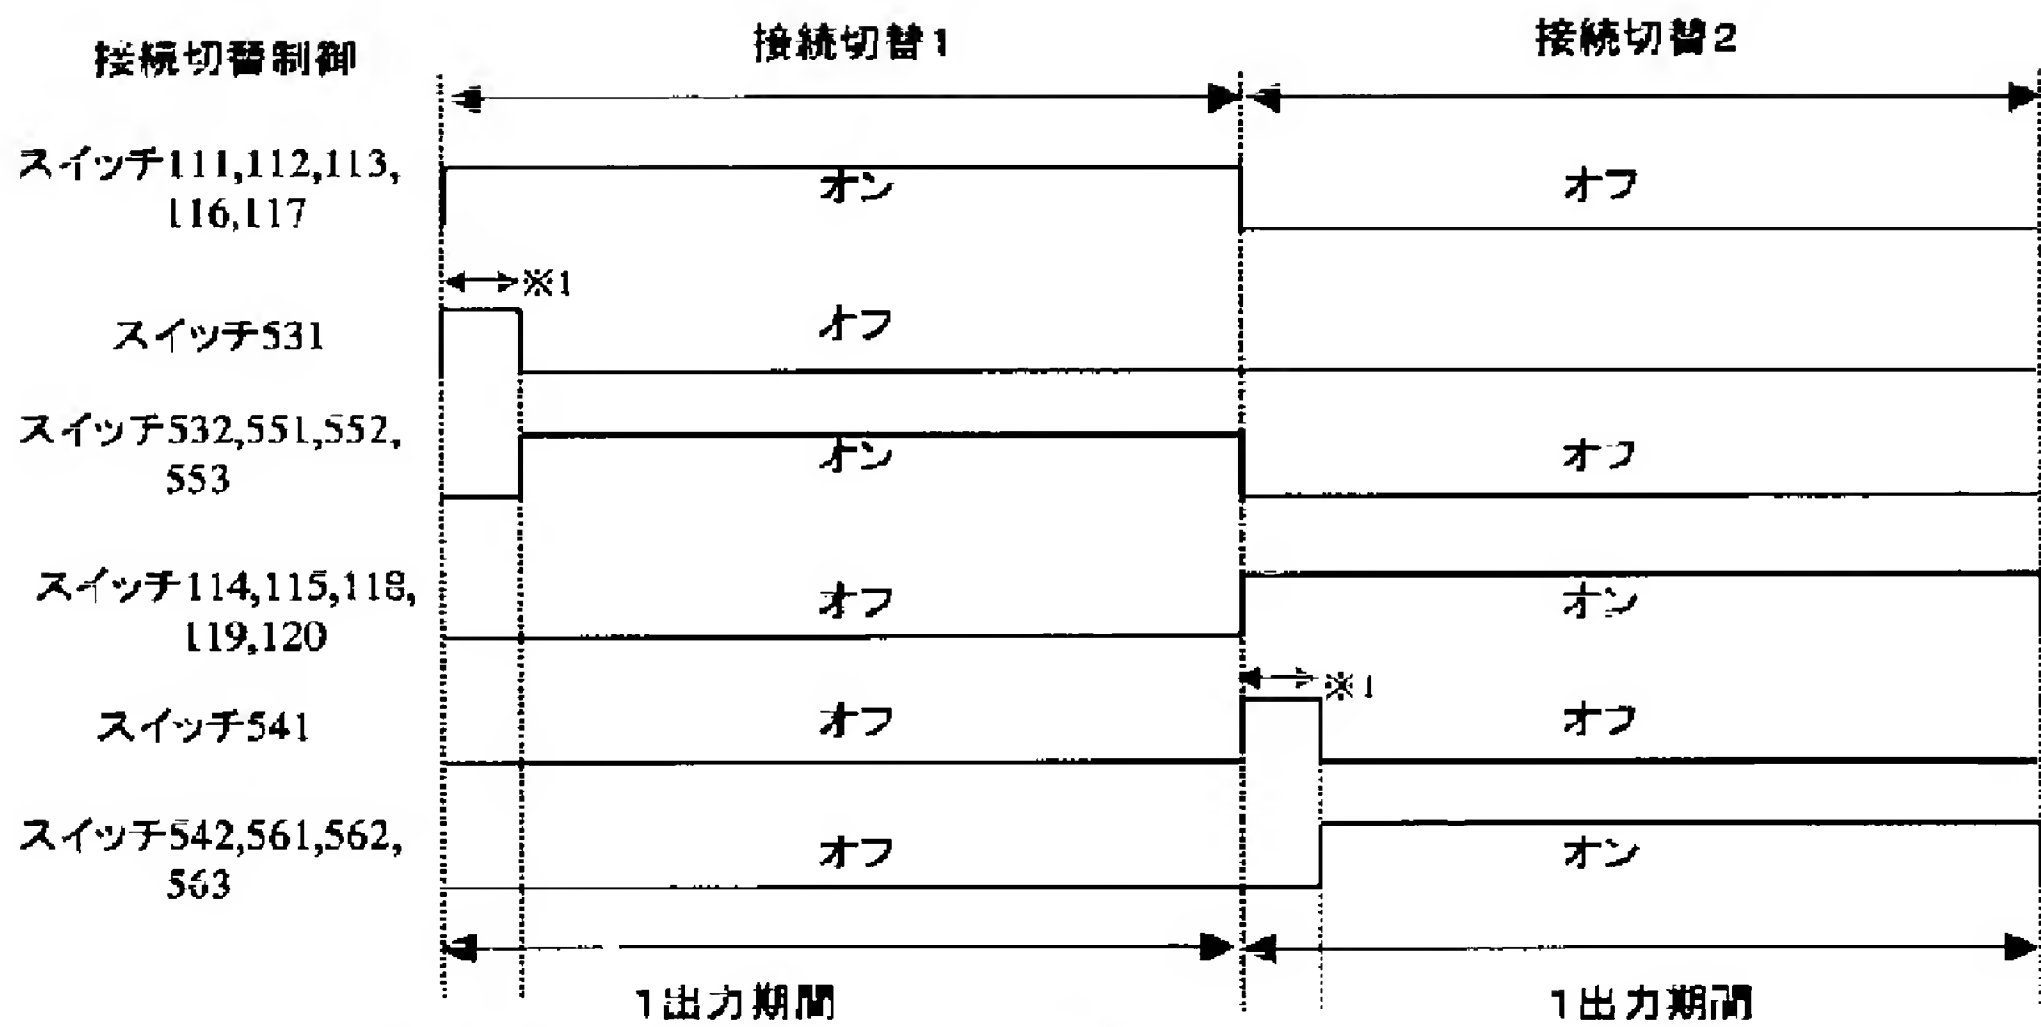 接続切替制御
接続切替1
接続切替2
スイッチ111,112,113,
116,117
オン
オフ
※1
スイッチ531
オフ
スイッチ532,551,552,
553
オン
オフ
スイッチ114,115,118,
119,120
オフ
オン
※1
スイッチ541
オフ
オフ
スイッチ542,561,562,
563
オフ
オン
1出力期間
1出力期間